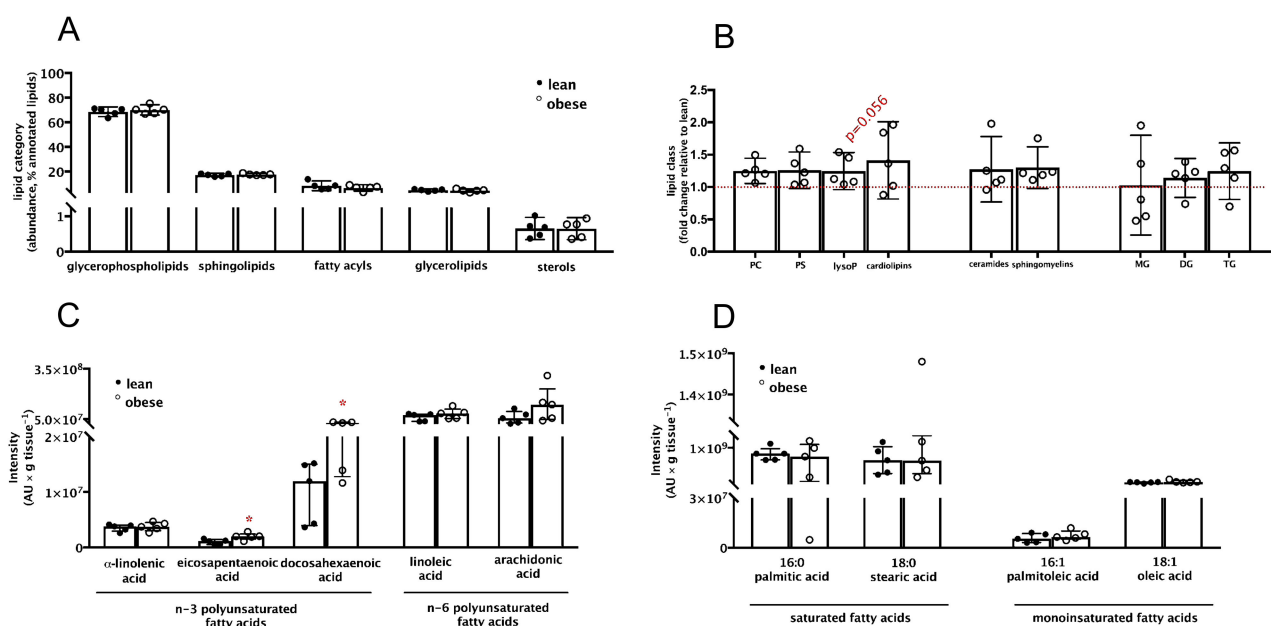 A
lipid category
(abundance, % annotated lipids)
100
80
60
40
20
1
0
lean
obese
glycerophospholipids
sphingolipids
fatty acyls
glycerolipids
sterols
B
lipid class
(fold change relative to lean)
2.5
2.0
1.5
1.0
0.5
0.0
p=0.056
PC
PS
lysoP
cardiolipins
ceramides
sphingomyelins
MG
DG
TG
C
Intensity
(AU × g tissue⁻¹)
3.5×10⁸
5.0×10⁷
2×10⁷
1×10⁷
0
lean
obese
*
*
α-linolenic
acid
eicosapentaenoic
acid
docosahexaenoic
acid
linoleic
acid
arachidonic
acid
n-3 polyunsaturated
fatty acids
n-6 polyunsaturated
fatty acids
D
Intensity
(AU × g tissue⁻¹)
1.5×10⁹
1.4×10⁹
1×10⁹
3×10⁷
0
lean
obese
16:0
palmitic acid
18:0
stearic acid
16:1
palmitoleic acid
18:1
oleic acid
saturated fatty acids
monoinsaturated fatty acids